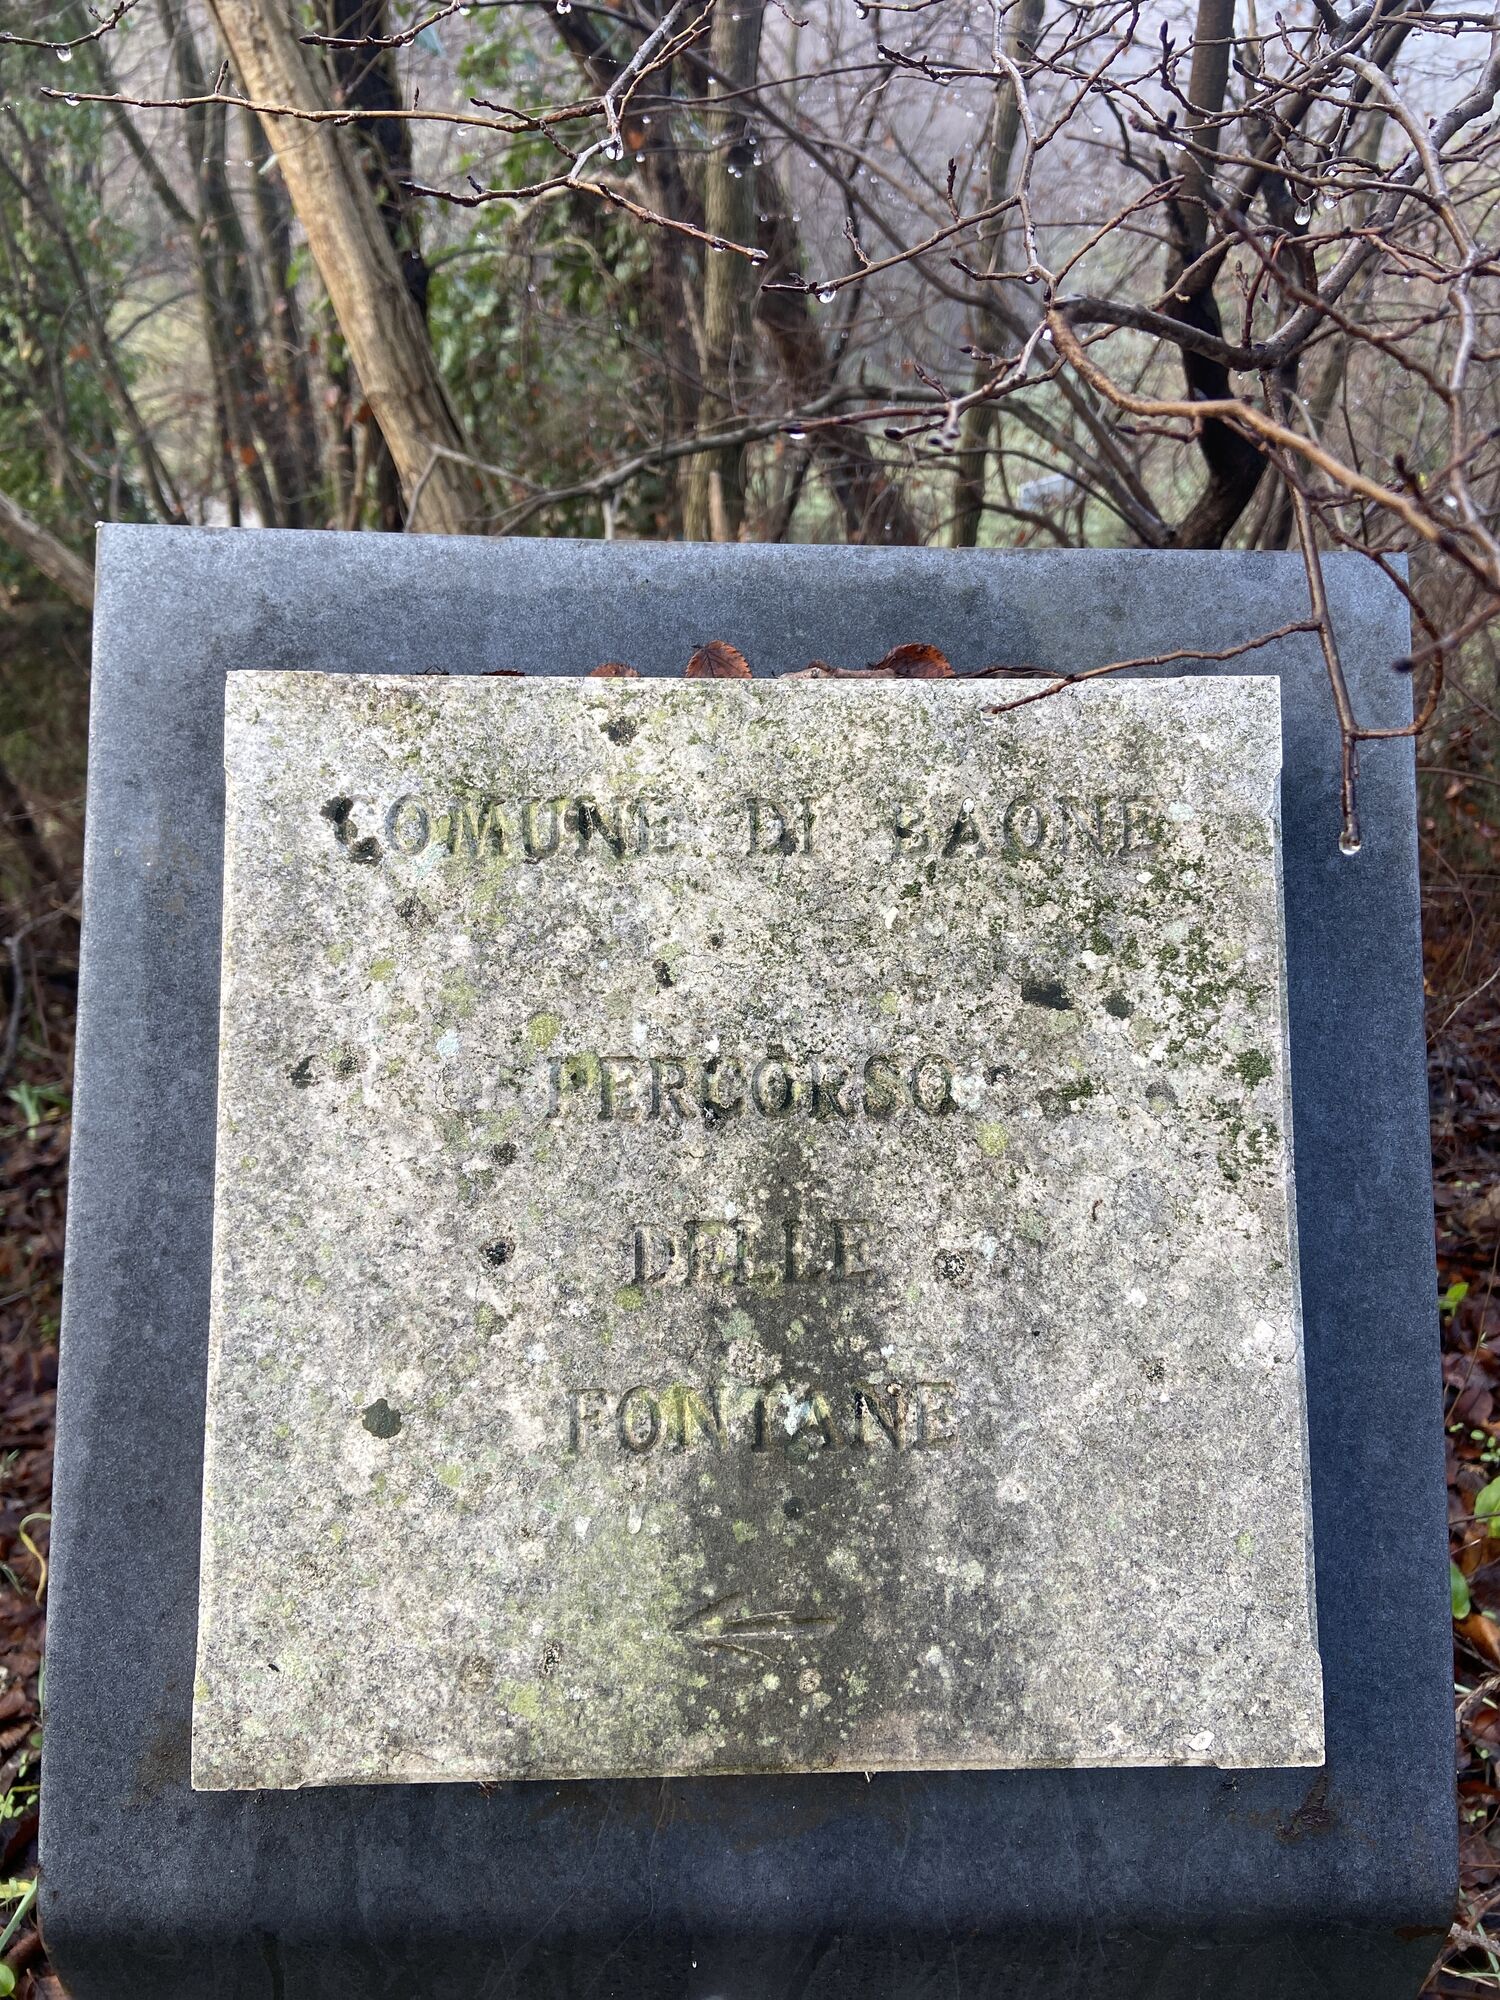 COMUNE DI BAONE
PERCORSO
DELLE
FONTANE